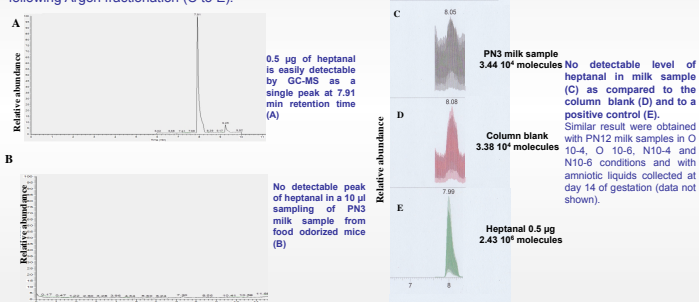 following Argon fractionation (C to E).
A
Relative abundance
7.91
0.5 µg of heptanal
is easily detectable
by GC-MS as a
single peak at 7.91
min retention time
(A)
B
Relative abundance
No detectable peak
of heptanal in a 10 µl
sampling of PN3
milk sample from
food odorized mice
(B)
C
8.05
PN3 milk sample
3.44 10⁴ molecules
D
8.08
Column blank
3.38 10⁴ molecules
Relative abundance
E
7.99
Heptanal 0.5 µg
2.43 10⁶ molecules
7 8
No detectable level of
heptanal in milk sample
(C) as compared to the
column blank (D) and to a
positive control (E).
Similar result were obtained
with PN12 milk samples in O
10-4, O 10-6, N10-4 and
N10-6 conditions and with
amniotic liquids collected at
day 14 of gestation (data not
shown).